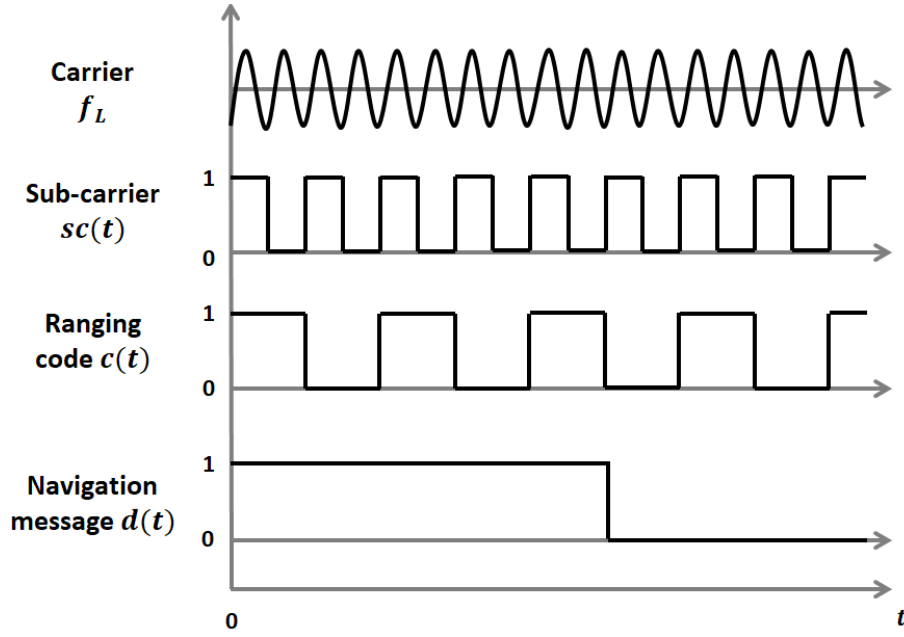 Carrier
f_L
Sub-carrier
sc(t)
1
0
Ranging
code c(t)
1
0
Navigation
message d(t)
1
0
0
t